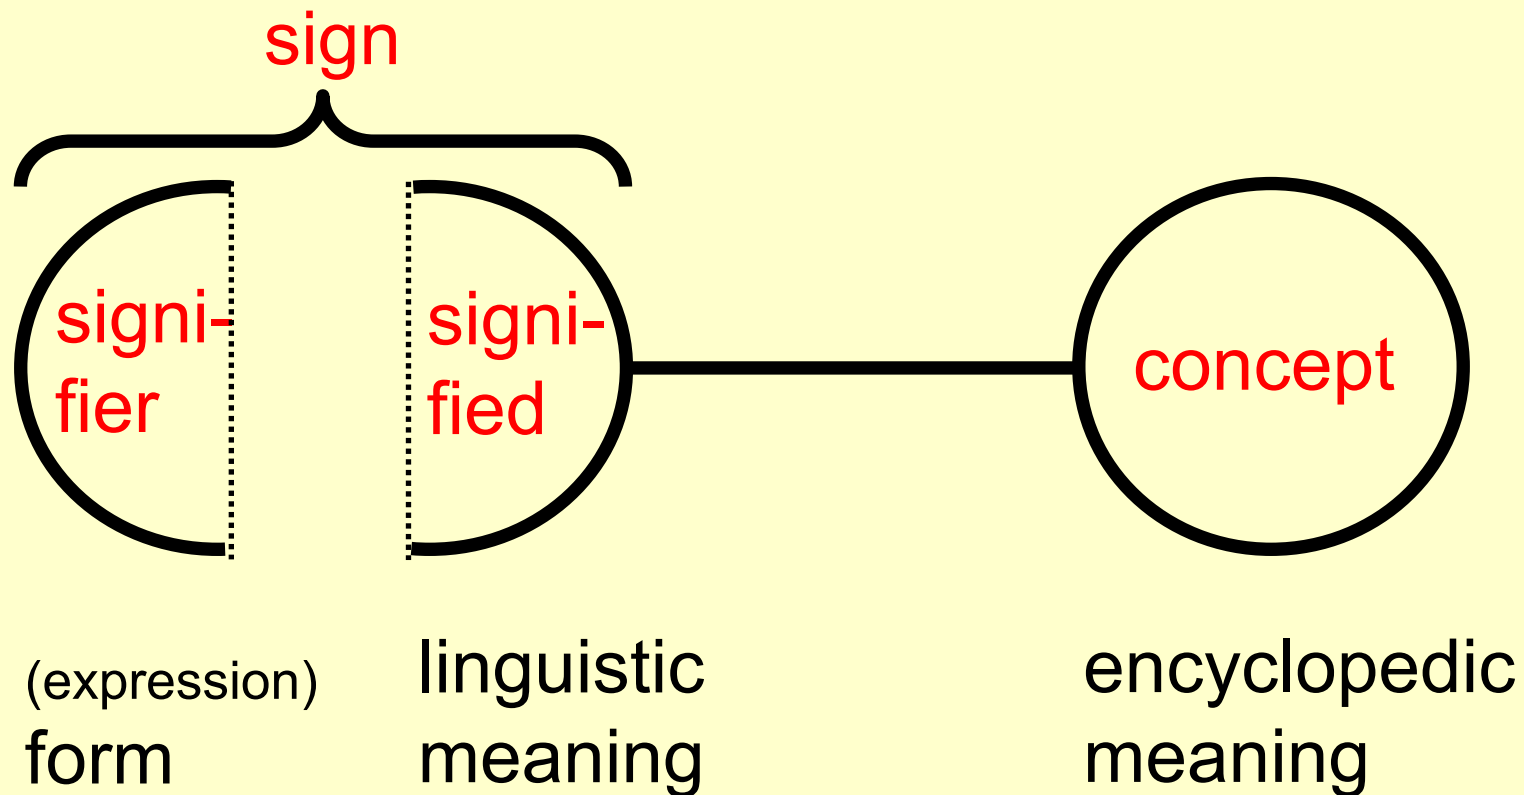 sign
signi-
fier
signi-
fied
concept
(expression)
form
linguistic
meaning
encyclopedic
meaning